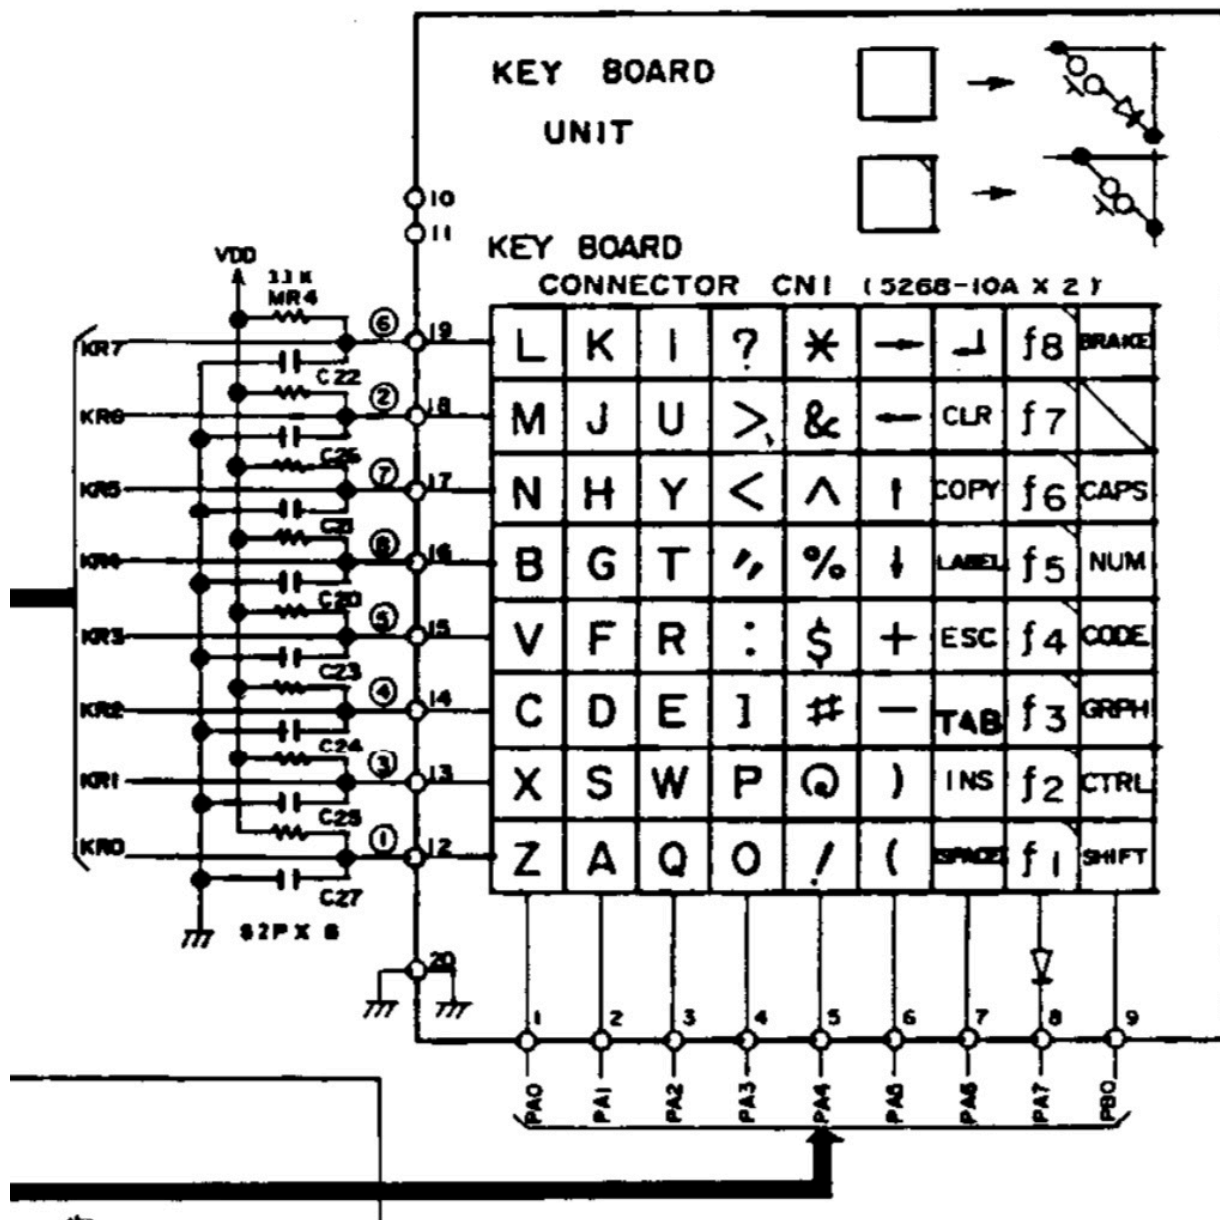 KEY BOARD
UNIT
10
11
KEY BOARD
CONNECTOR CN1 (5268-10A X 2)
VDD
MR4
KR7 6 19 L K I ? * → ↵ f8 BRAKE
C22
KR6 2 18 M J U > & ← CLR f7
C26
KR5 7 17 N H Y < ^ ↑ COPY f6 CAPS
KR4 8 16 B G T " % ↓ LABEL f5 NUM
C20
KR3 5 15 V F R : $ + ESC f4 CODE
C23
KR2 4 14 C D E ] # − TAB f3 GRPH
C24
KR1 3 13 X S W P @ ) INS f2 CTRL
C25
KR0 1 12 Z A Q O ! ( SPACE f1 SHIFT
C27
82P X 8
20
1 2 3 4 5 6 7 8 9
PA0 PA1 PA2 PA3 PA4 PA5 PA6 PA7 PB0